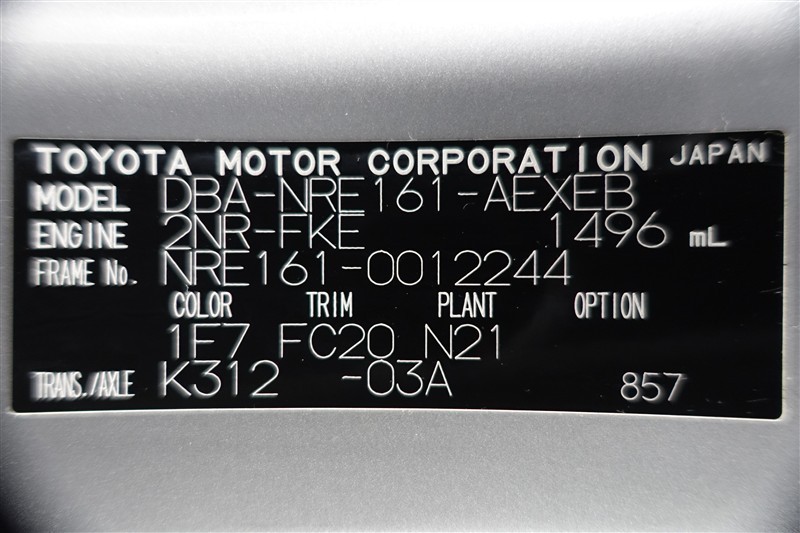 TOYOTA MOTOR CORPORATION JAPAN
MODEL DBA-NRE161-AEXEB
ENGINE 2NR-FKE 1496 mL
FRAME No. NRE161-0012244
COLOR TRIM PLANT OPTION
1F7 FC20 N21
TRANS./AXLE K312 -03A 857